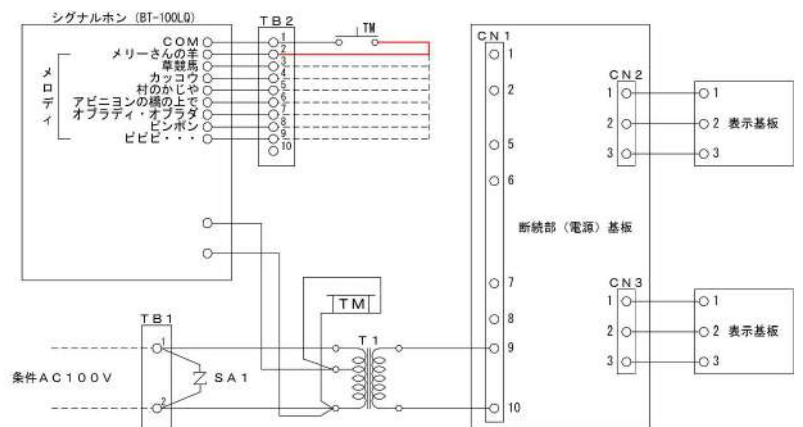 シグナルホン (BT-100LQ)
TB2
TM
COM
1
メリーさんの羊
2
草競馬
3
カッコウ
4
村のかじや
5
アビニヨンの橋の上で
6
オブラディ・オブラダ
7
ピンポン
8
ピピピ・・・
9
10
メロディ
CN1
1
2
5
6
7
8
9
10
断続部(電源)基板
CN2
1
2
3
1
2 表示基板
3
CN3
1
2
3
1
2 表示基板
3
TM
TB1
1
2
条件AC100V
SA1
T1